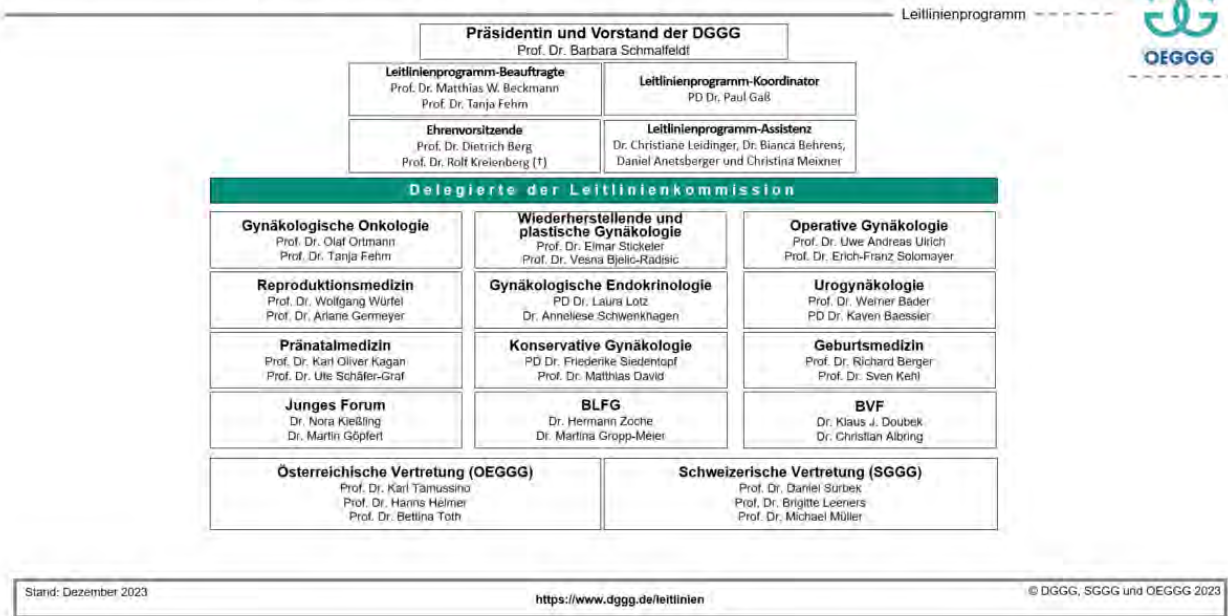 Leitlinienprogramm
OEGGG
Präsidentin und Vorstand der DGGG
Prof. Dr. Barbara Schmalfeldt
Leitlinienprogramm-Beauftragte
Prof. Dr. Matthias W. Beckmann
Prof. Dr. Tanja Fehm
Leitlinienprogramm-Koordinator
PD Dr. Paul Gaß
Ehrenvorsitzende
Prof. Dr. Dietrich Berg
Prof. Dr. Rolf Kreienberg (†)
Leitlinienprogramm-Assistenz
Dr. Christiane Leidinger, Dr. Bianca Behrens,
Daniel Anetsberger und Christina Meixner
Delegierte der Leitlinienkommission
Gynäkologische Onkologie
Prof. Dr. Olaf Ortmann
Prof. Dr. Tanja Fehm
Wiederherstellende und
plastische Gynäkologie
Prof. Dr. Elmar Stickeler
Prof. Dr. Vesna Bjelic-Radisic
Operative Gynäkologie
Prof. Dr. Uwe Andreas Ulrich
Prof. Dr. Erich-Franz Solomayer
Reproduktionsmedizin
Prof. Dr. Wolfgang Würfel
Prof. Dr. Ariane Germeyer
Gynäkologische Endokrinologie
PD Dr. Laura Lotz
Dr. Anneliese Schwenkhagen
Urogynäkologie
Prof. Dr. Werner Bader
PD Dr. Kaven Baessler
Pränatalmedizin
Prof. Dr. Karl Oliver Kagan
Prof. Dr. Ute Schäfer-Graf
Konservative Gynäkologie
PD Dr. Friederike Siedentopf
Prof. Dr. Matthias David
Geburtsmedizin
Prof. Dr. Richard Berger
Prof. Dr. Sven Kehl
Junges Forum
Dr. Nora Kießling
Dr. Martin Göpfert
BLFG
Dr. Hermann Zoche
Dr. Martina Gropp-Meier
BVF
Dr. Klaus J. Doubek
Dr. Christian Albring
Österreichische Vertretung (OEGGG)
Prof. Dr. Karl Tamussino
Prof. Dr. Hanns Helmer
Prof. Dr. Bettina Toth
Schweizerische Vertretung (SGGG)
Prof. Dr. Daniel Surbek
Prof. Dr. Brigitte Leeners
Prof. Dr. Michael Müller
Stand: Dezember 2023
https://www.dggg.de/leitlinien
© DGGG, SGGG und OEGGG 2023